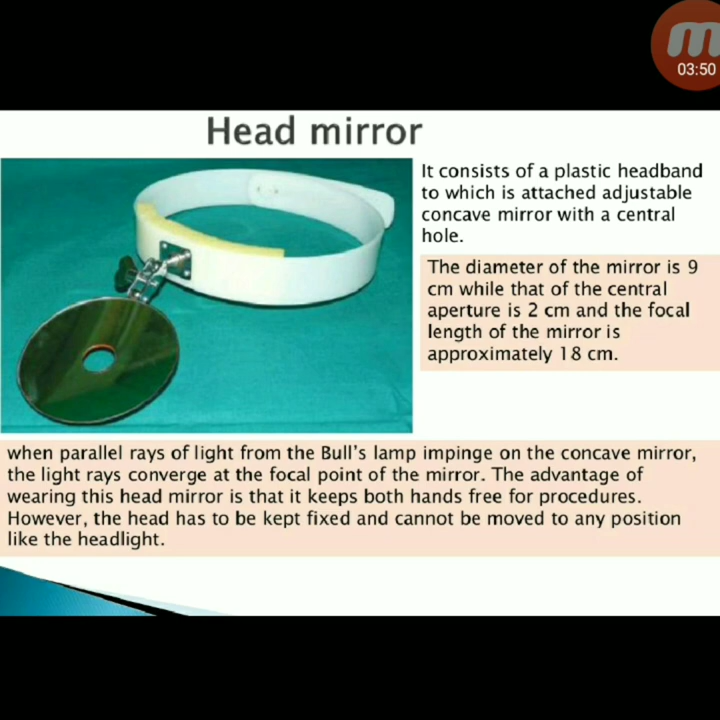 03:50
Head mirror
It consists of a plastic headband
to which is attached adjustable
concave mirror with a central
hole.
The diameter of the mirror is 9
cm while that of the central
aperture is 2 cm and the focal
length of the mirror is
approximately 18 cm.
when parallel rays of light from the Bull's lamp impinge on the concave mirror,
the light rays converge at the focal point of the mirror. The advantage of
wearing this head mirror is that it keeps both hands free for procedures.
However, the head has to be kept fixed and cannot be moved to any position
like the headlight.